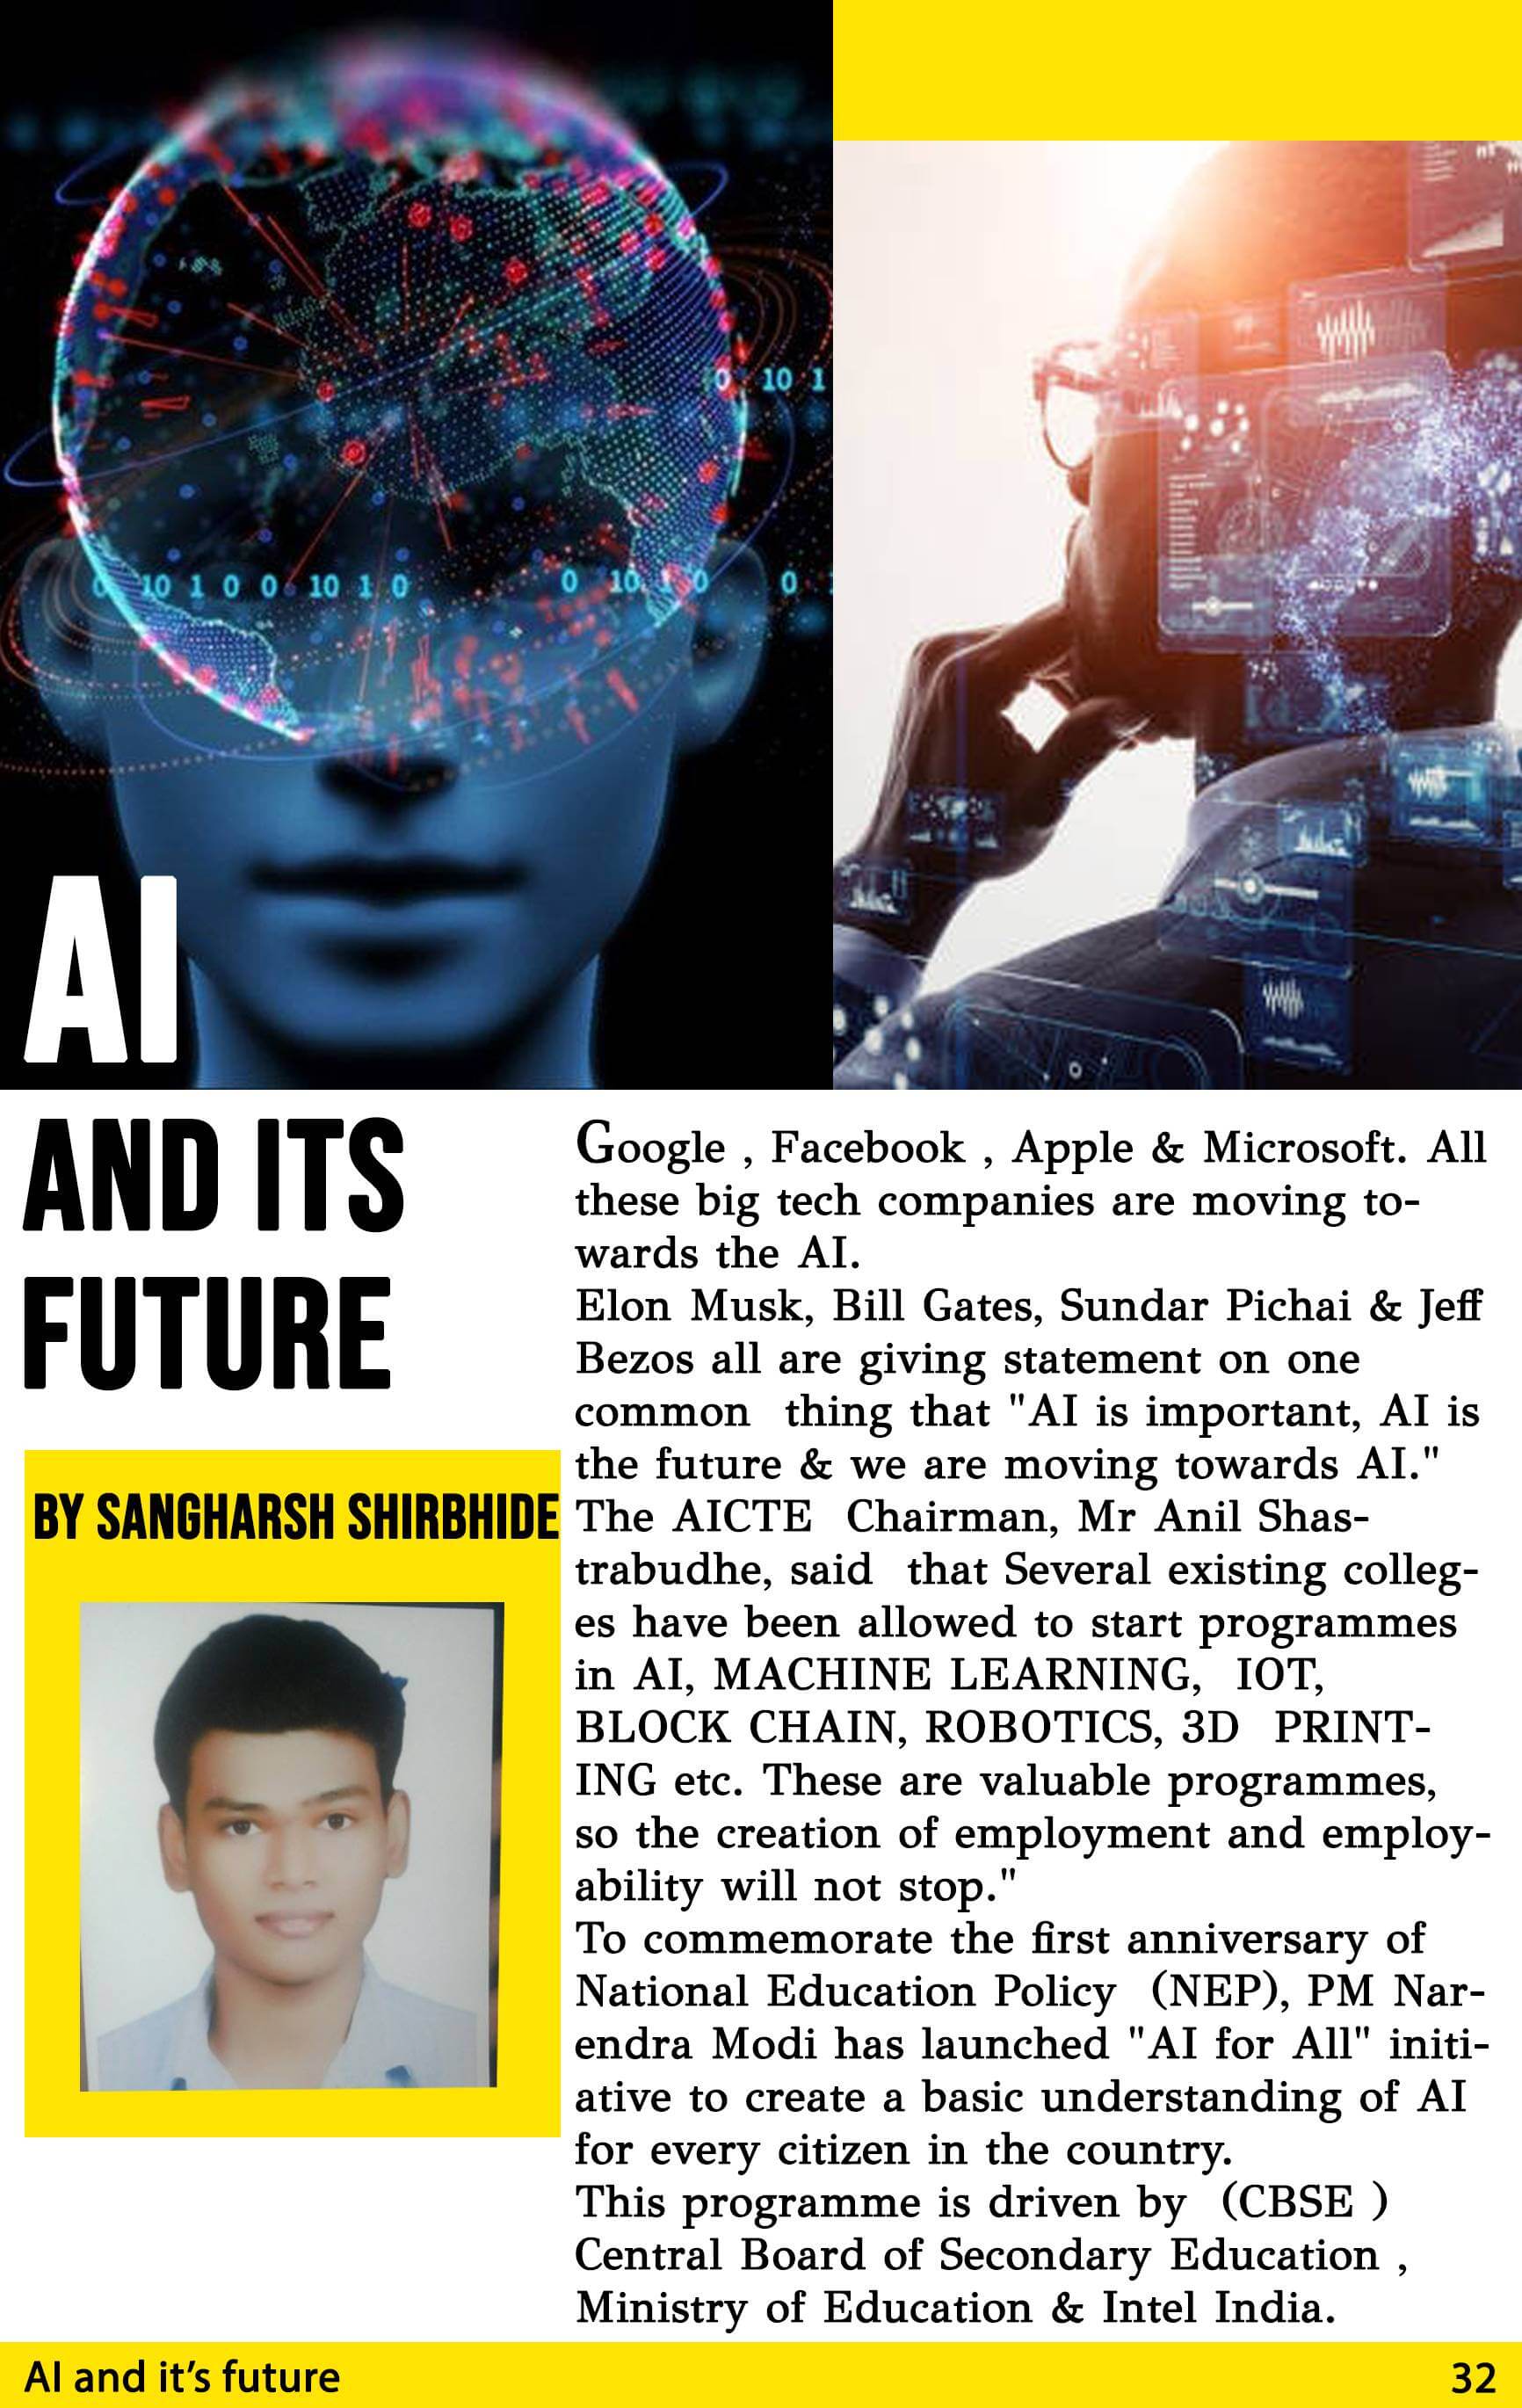 0 10 1
0 10 1 0 0 10 1 0 0 10 1 0 0
AI
AND ITS
FUTURE
BY SANGHARSH SHIRBHIDE
Google , Facebook , Apple & Microsoft. All
these big tech companies are moving to-
wards the AI.
Elon Musk, Bill Gates, Sundar Pichai & Jeff
Bezos all are giving statement on one
common thing that "AI is important, AI is
the future & we are moving towards AI."
The AICTE Chairman, Mr Anil Shas-
trabudhe, said that Several existing colleg-
es have been allowed to start programmes
in AI, MACHINE LEARNING, IOT,
BLOCK CHAIN, ROBOTICS, 3D PRINT-
ING etc. These are valuable programmes,
so the creation of employment and employ-
ability will not stop."
To commemorate the first anniversary of
National Education Policy (NEP), PM Nar-
endra Modi has launched "AI for All" initi-
ative to create a basic understanding of AI
for every citizen in the country.
This programme is driven by (CBSE )
Central Board of Secondary Education ,
Ministry of Education & Intel India.
AI and it’s future
32